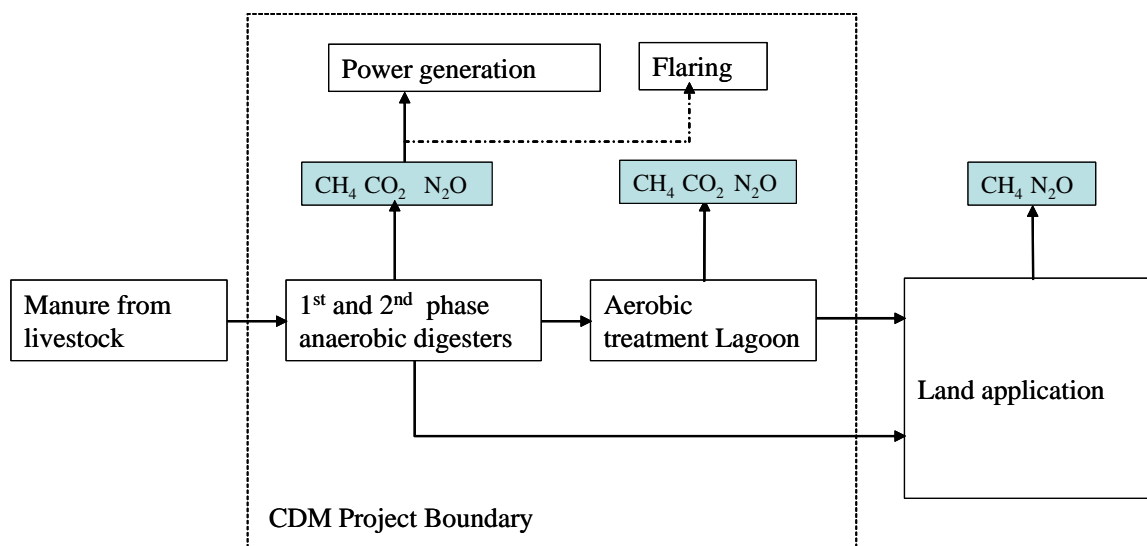 Power generation
Flaring
CH₄ CO₂ N₂O
CH₄ CO₂ N₂O
CH₄ N₂O
Manure from
livestock
1ˢᵗ and 2ⁿᵈ phase
anaerobic digesters
Aerobic
treatment Lagoon
Land application
CDM Project Boundary